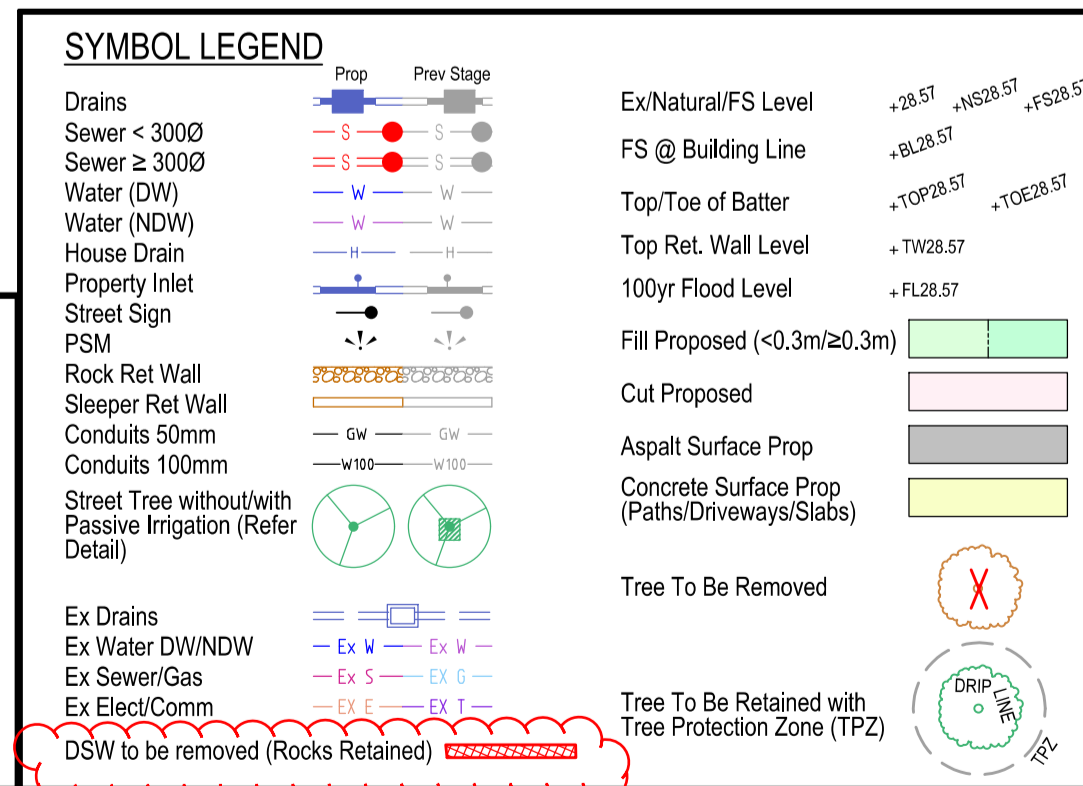 SYMBOL LEGEND
Prop Prev Stage
Drains
Sewer < 300Ø S S
Sewer ≥ 300Ø S S
Water (DW) W W
Water (NDW) W W
House Drain H H
Property Inlet
Street Sign
PSM
Rock Ret Wall
Sleeper Ret Wall
Conduits 50mm GW GW
Conduits 100mm W100 W100
Street Tree without/with
Passive Irrigation (Refer
Detail)
Ex Drains
Ex Water DW/NDW Ex W Ex W
Ex Sewer/Gas Ex S EX G
Ex Elect/Comm EX E EX T
DSW to be removed (Rocks Retained)
Ex/Natural/FS Level +28.57 +NS28.57 +FS28.57
FS @ Building Line +BL28.57
Top/Toe of Batter +TOP28.57 +TOE28.57
Top Ret. Wall Level + TW28.57
100yr Flood Level + FL28.57
Fill Proposed (<0.3m/≥0.3m)
Cut Proposed
Aspalt Surface Prop
Concrete Surface Prop
(Paths/Driveways/Slabs)
Tree To Be Removed X
Tree To Be Retained with
Tree Protection Zone (TPZ)
DRIP LINE
TPZ